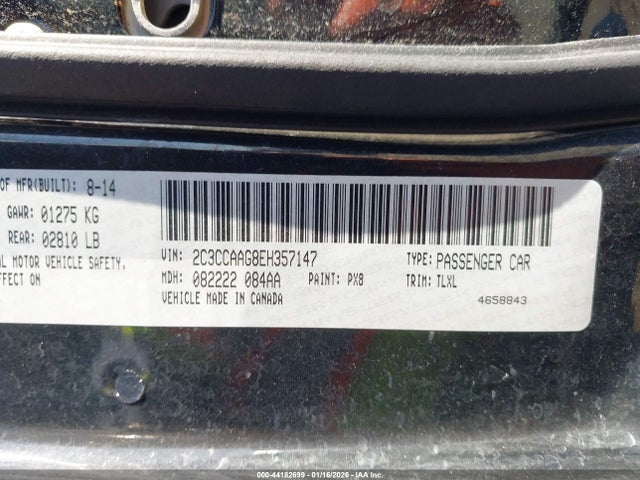 OF MFR(BUILT): 8-14
GAWR: 01275 KG
REAR: 02810 LB
MOTOR VEHICLE SAFETY,
EFFECT ON
VIN: 2C3CCAAG8EH357147
TYPE: PASSENGER CAR
MDH: 082222 084AA
PAINT: PX8
TRIM: TLXL
VEHICLE MADE IN CANADA
4658843
000-44182699 - 01/16/2026 - IAA Inc.